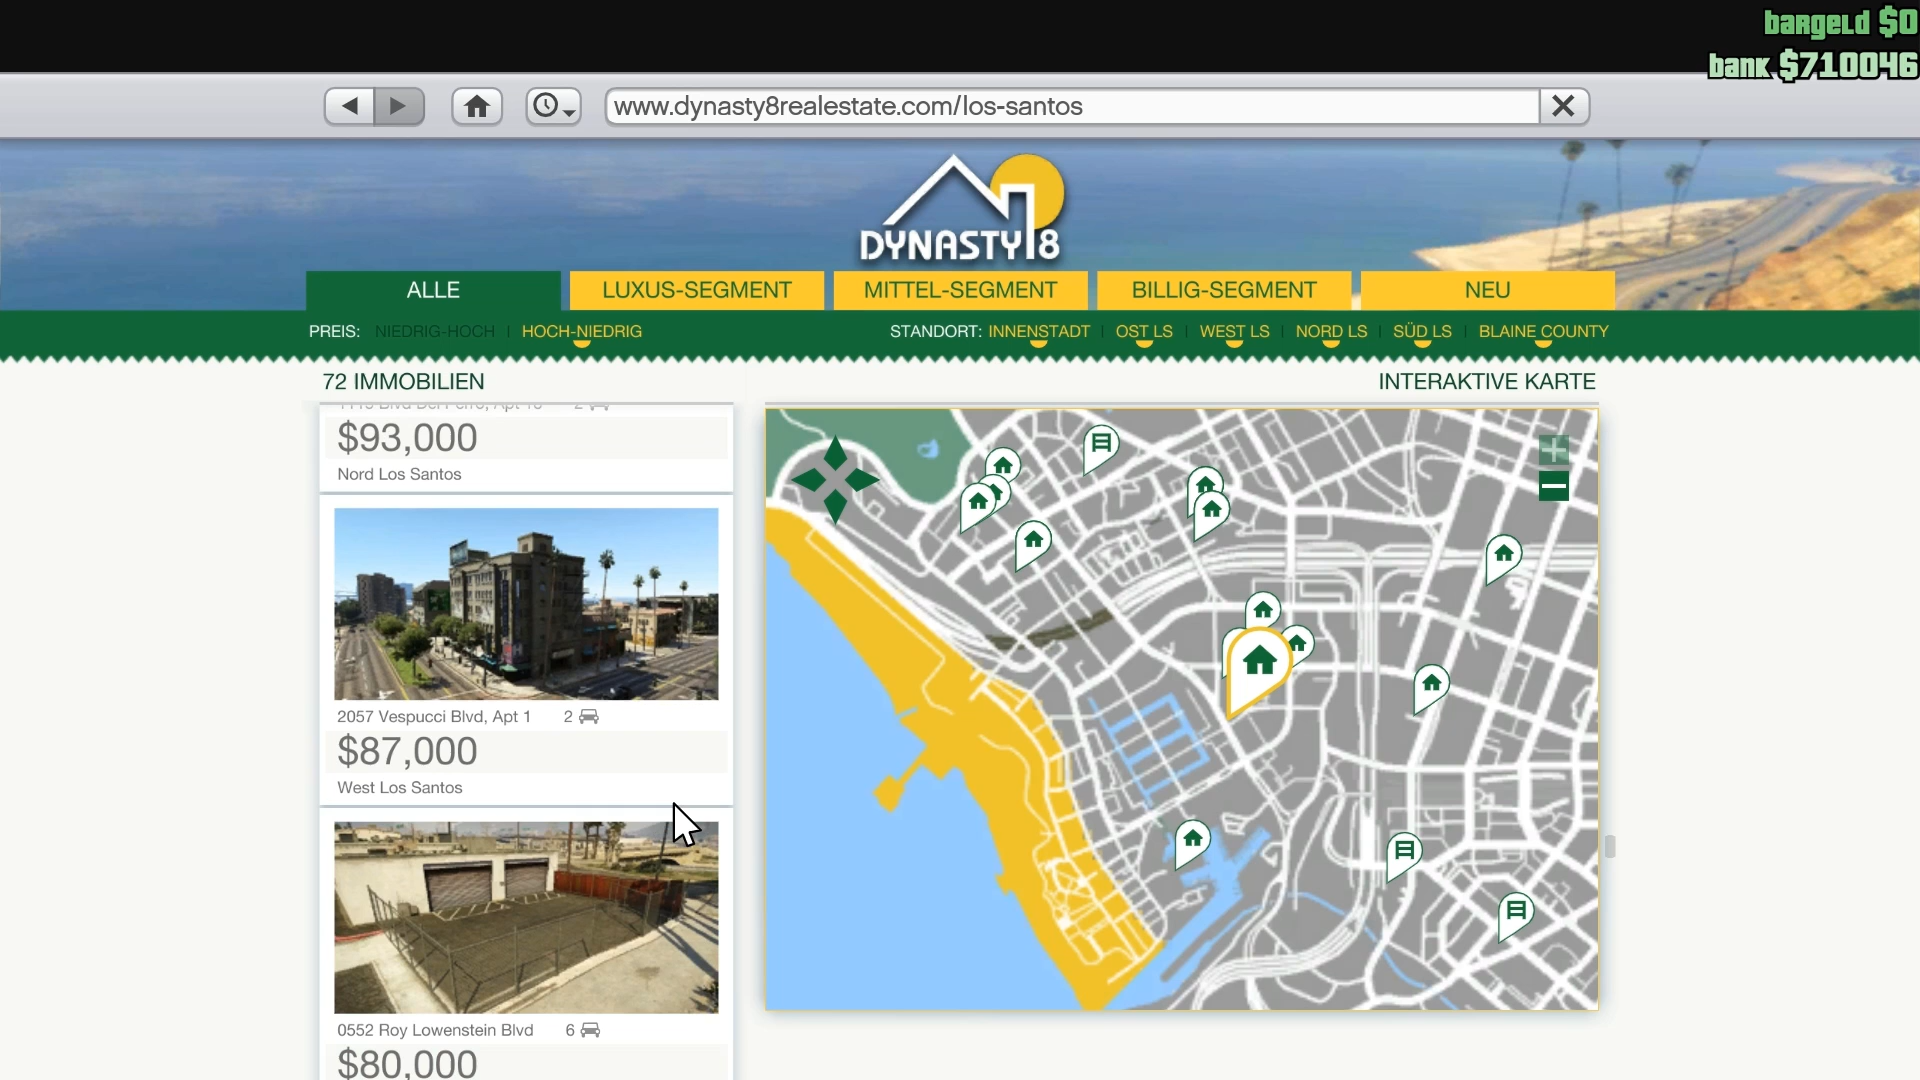 bargeld $0
bank $710046
www.dynasty8realestate.com/los-santos
DYNASTY 8
ALLE
LUXUS-SEGMENT
MITTEL-SEGMENT
BILLIG-SEGMENT
NEU
PREIS: NIEDRIG-HOCH | HOCH-NIEDRIG
STANDORT: INNENSTADT | OST LS | WEST LS | NORD LS | SÜD LS | BLAINE COUNTY
72 IMMOBILIEN
INTERAKTIVE KARTE
$93,000
Nord Los Santos
2057 Vespucci Blvd, Apt 1 2
$87,000
West Los Santos
0552 Roy Lowenstein Blvd 6
$80,000